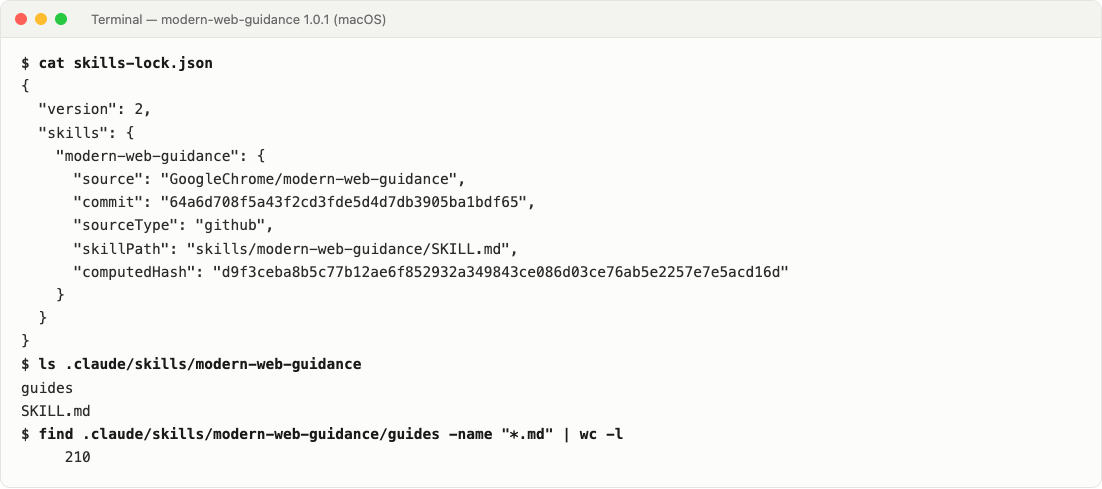 Terminal — modern-web-guidance 1.0.1 (macOS)
$ cat skills-lock.json
{
  "version": 2,
  "skills": {
    "modern-web-guidance": {
      "source": "GoogleChrome/modern-web-guidance",
      "commit": "64a6d708f5a43f2cd3fde5d4d7db3905ba1bdf65",
      "sourceType": "github",
      "skillPath": "skills/modern-web-guidance/SKILL.md",
      "computedHash": "d9f3ceba8b5c77b12ae6f852932a349843ce086d03ce76ab5e2257e7e5acd16d"
    }
  }
}
$ ls .claude/skills/modern-web-guidance
guides
SKILL.md
$ find .claude/skills/modern-web-guidance/guides -name "*.md" | wc -l
     210